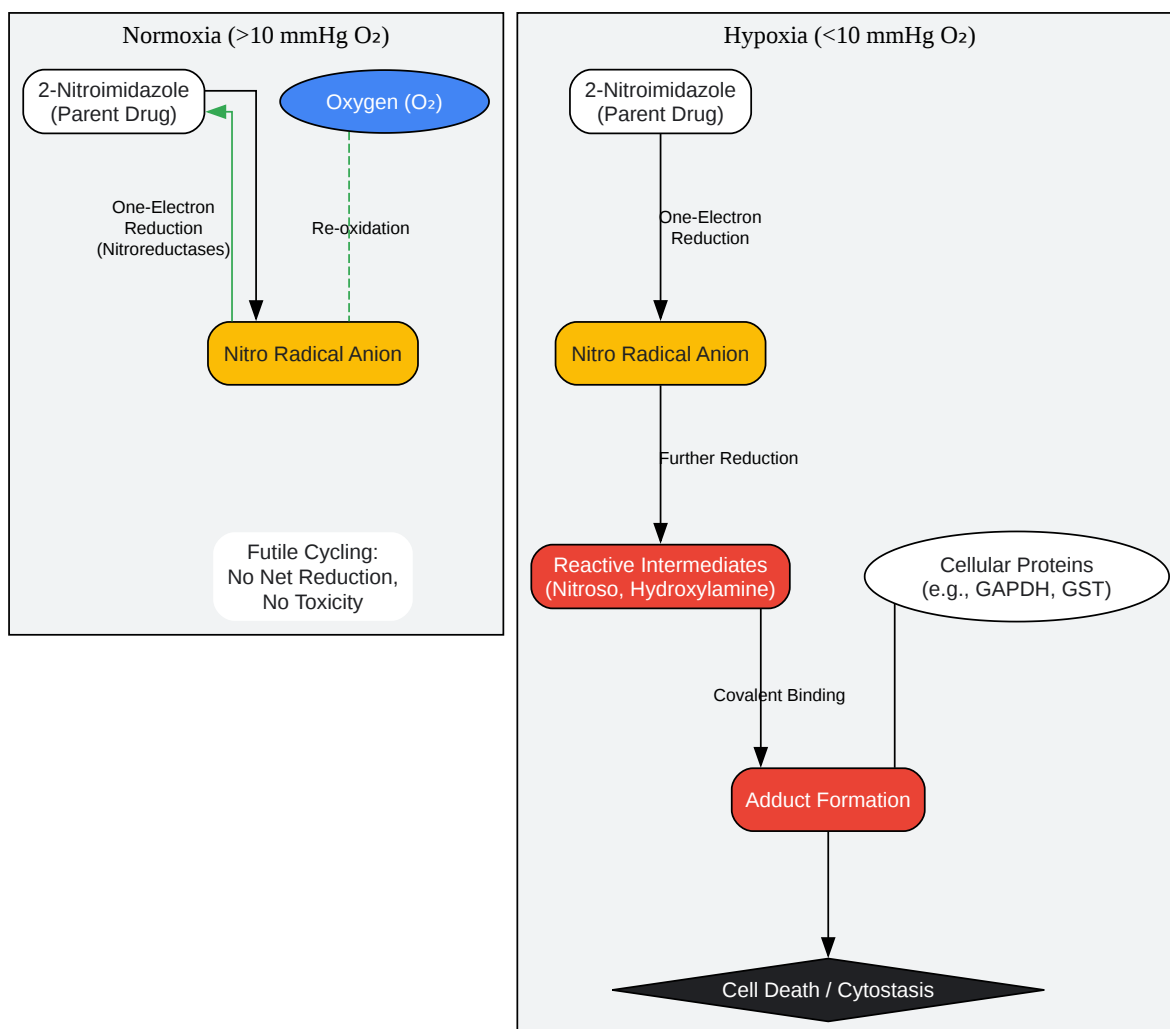 Normoxia (>10 mmHg O₂)
2-Nitroimidazole
(Parent Drug)
Oxygen (O₂)
One-Electron
Reduction
(Nitroreductases)
Re-oxidation
Nitro Radical Anion
Futile Cycling:
No Net Reduction,
No Toxicity
Hypoxia (<10 mmHg O₂)
2-Nitroimidazole
(Parent Drug)
One-Electron
Reduction
Nitro Radical Anion
Further Reduction
Reactive Intermediates
(Nitroso, Hydroxylamine)
Cellular Proteins
(e.g., GAPDH, GST)
Covalent Binding
Adduct Formation
Cell Death / Cytostasis